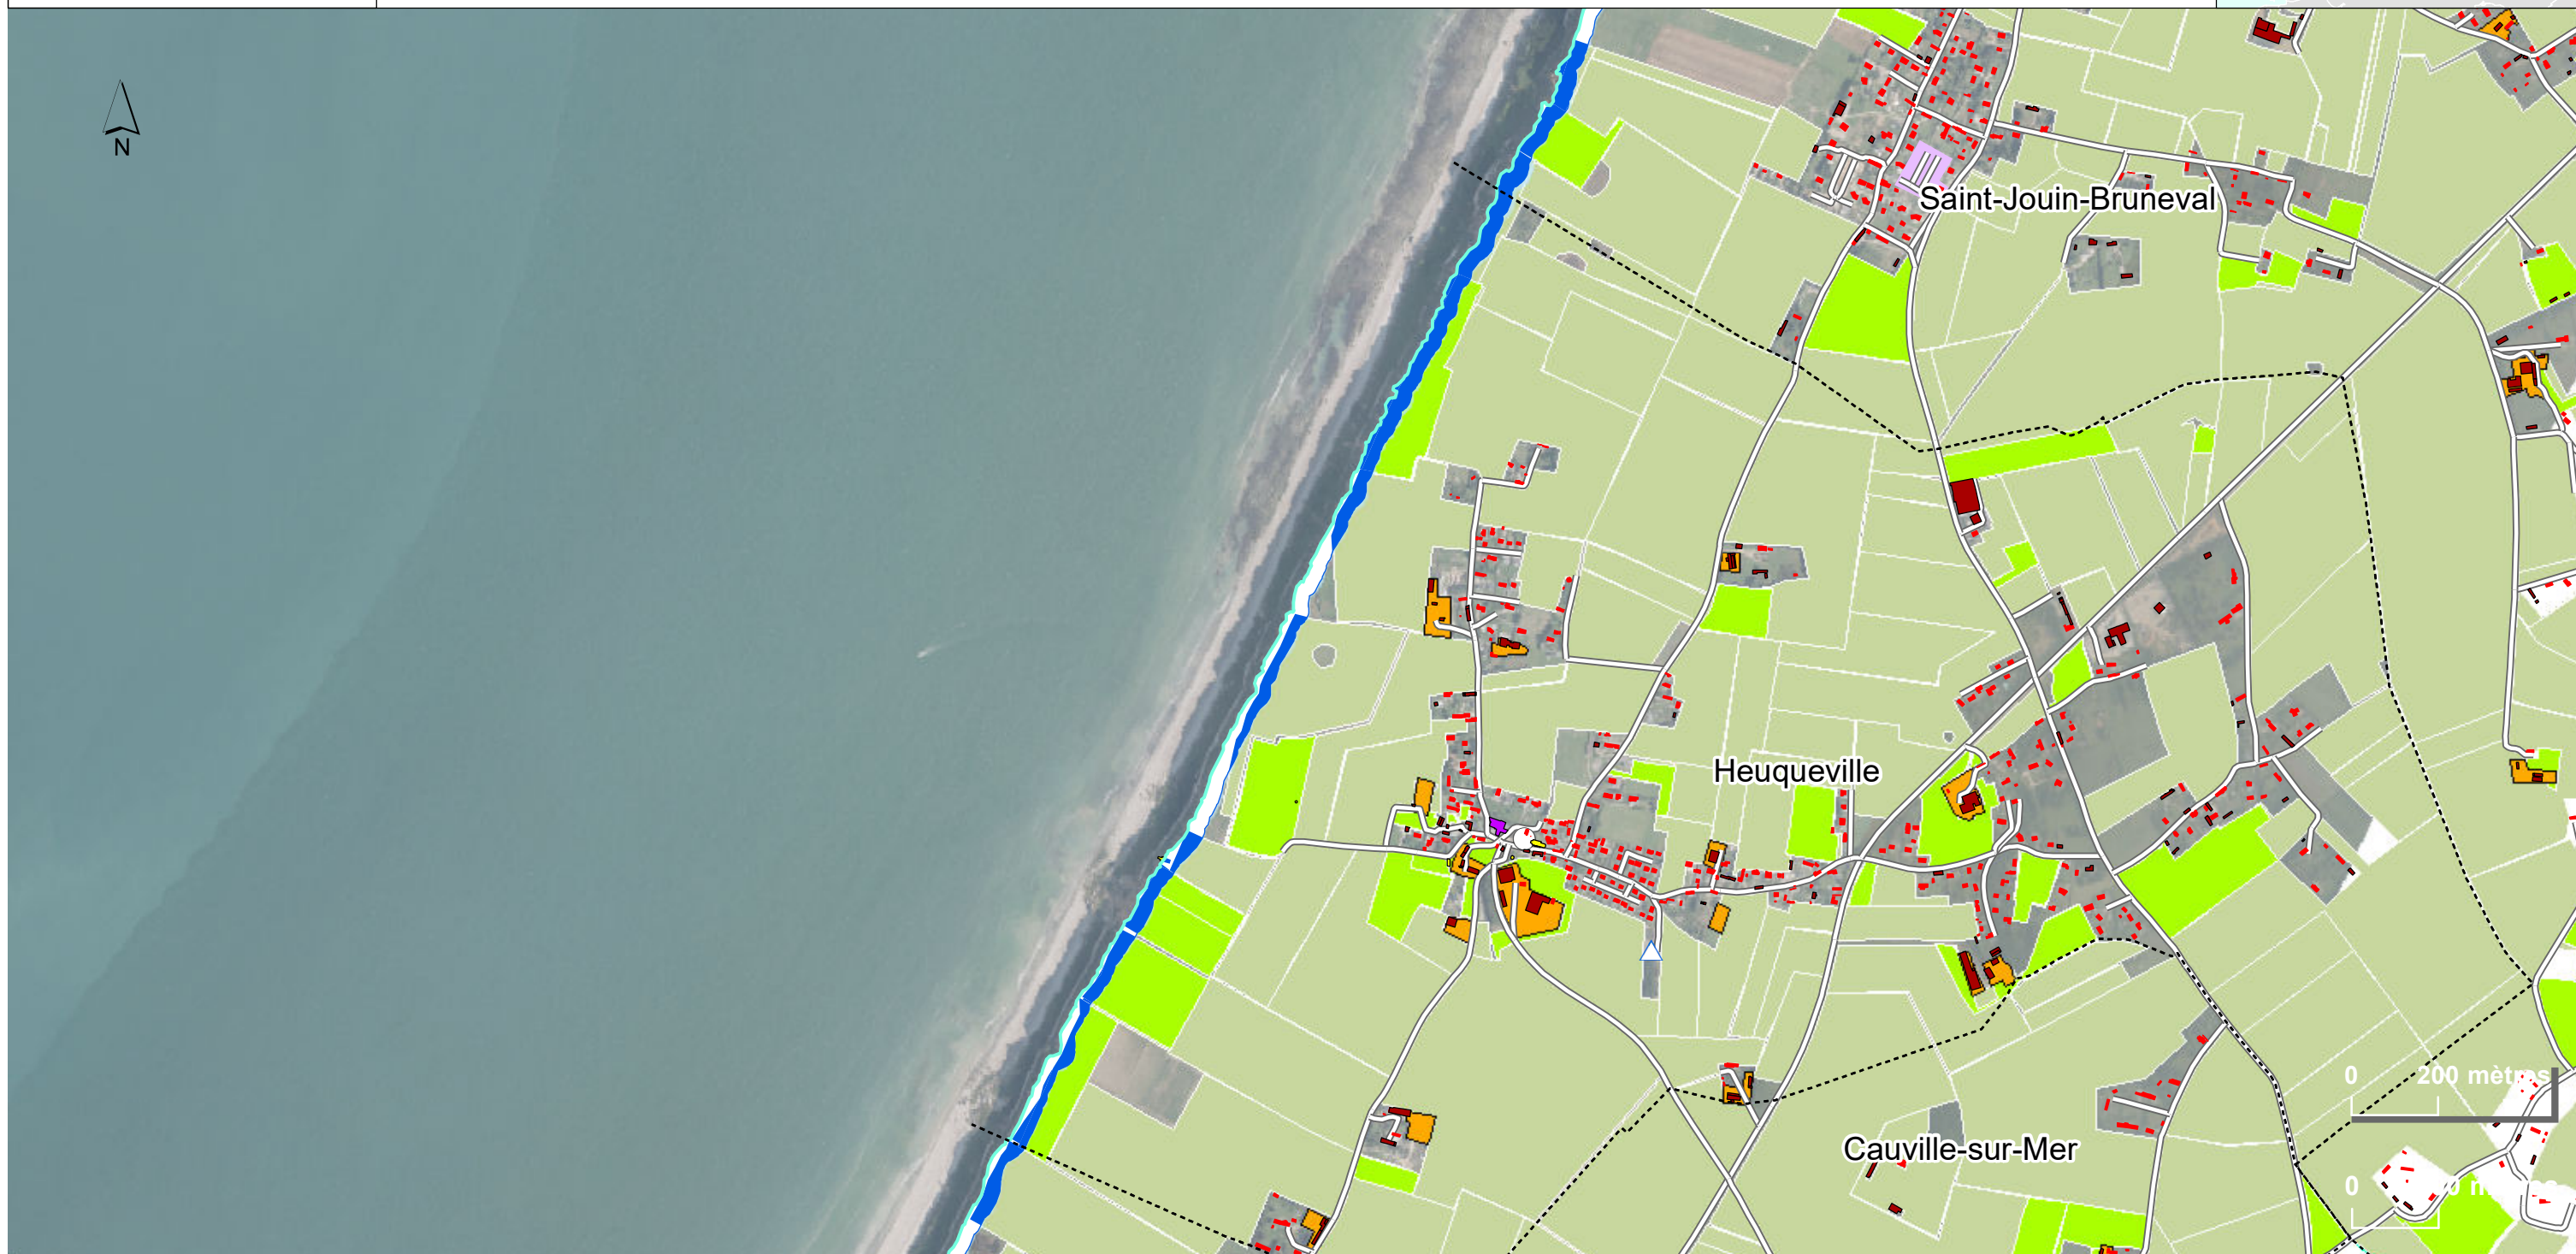 N
Saint-Jouin-Bruneval
Heuqueville
0 200 mètres
Cauville-sur-Mer
0